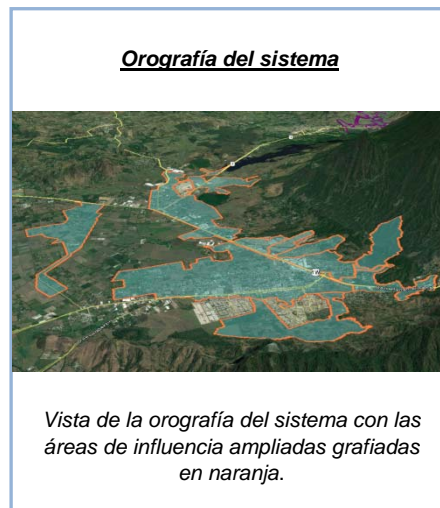 Orografía del sistema
Vista de la orografía del sistema con las
áreas de influencia ampliadas grafiadas
en naranja.